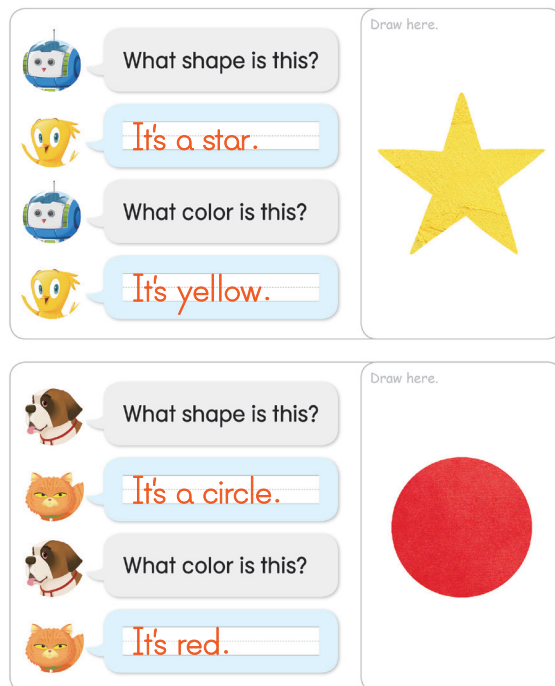 Draw here.
What shape is this?
It's a star.
What color is this?
It's yellow.
Draw here.
What shape is this?
It's a circle.
What color is this?
It's red.